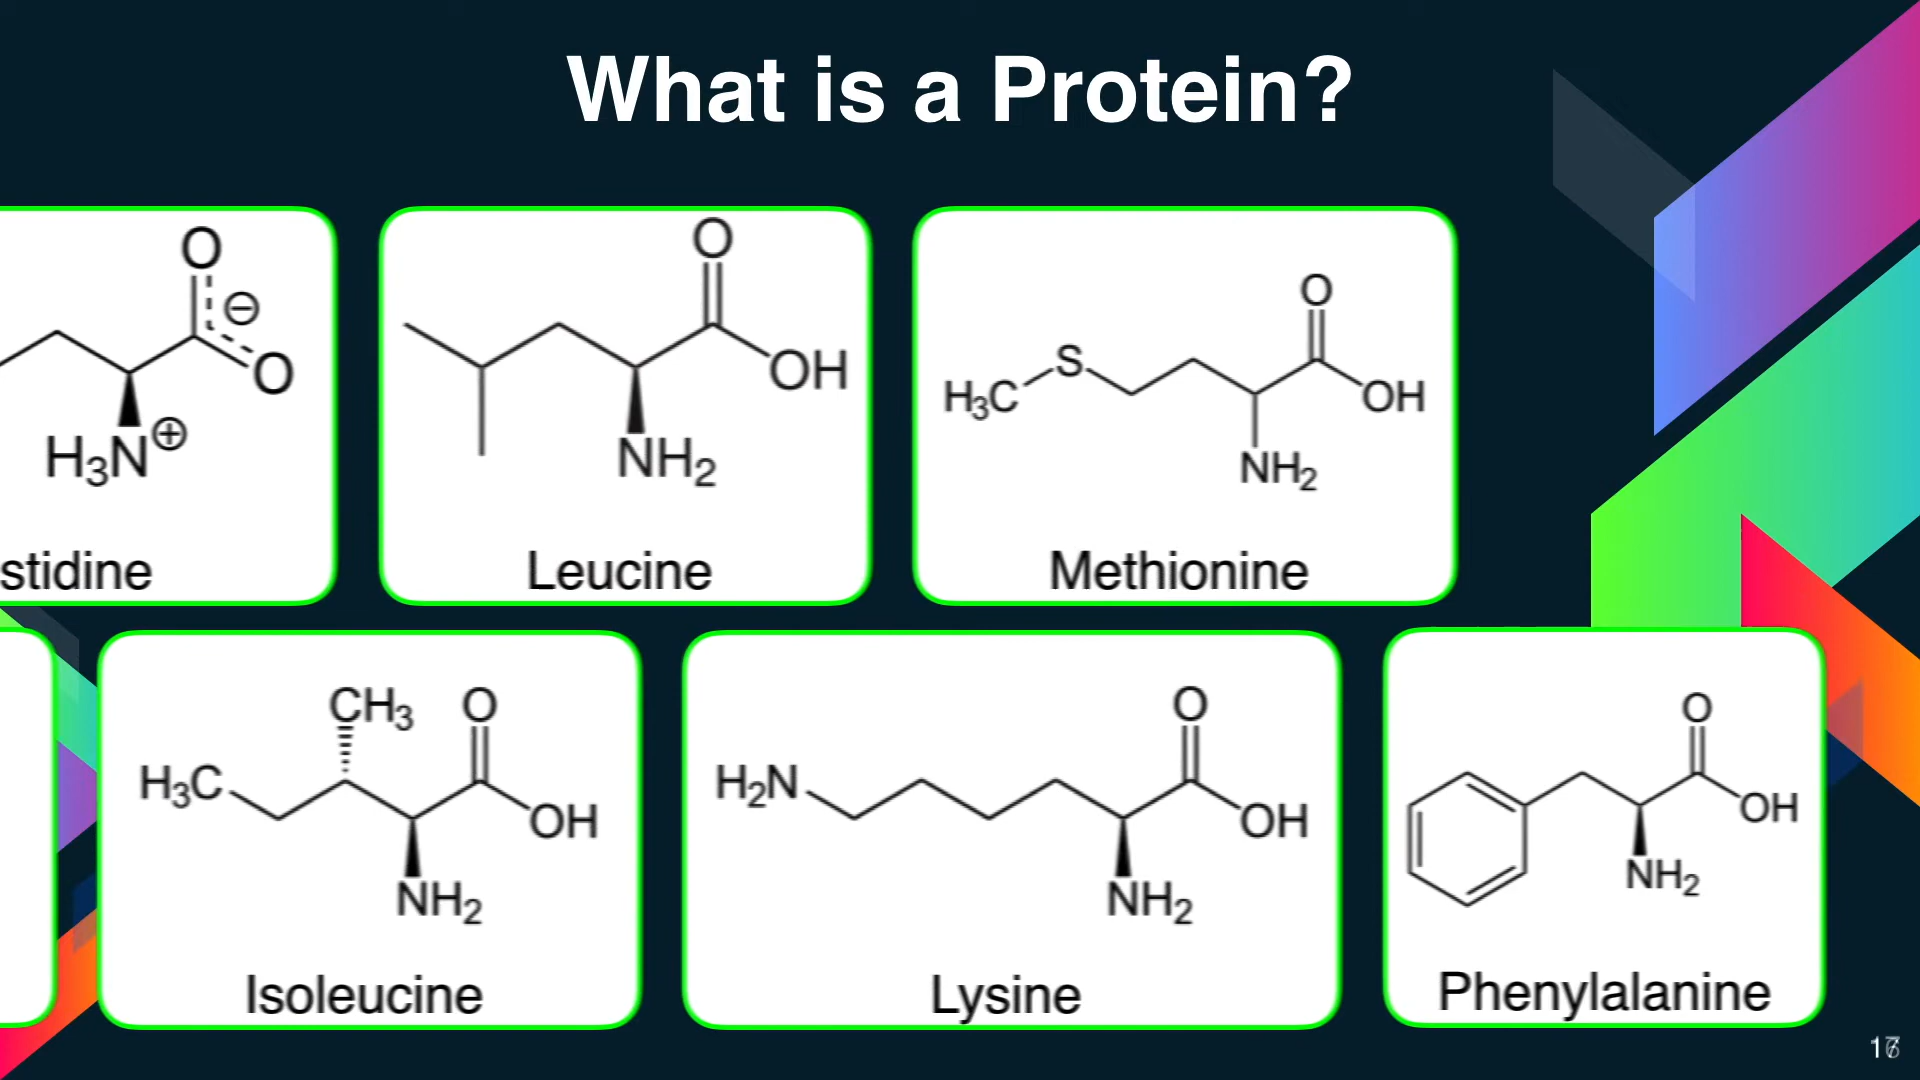 What is a Protein?
O
O
⊖
H3N⊕
stidine
O
OH
NH2
Leucine
O
S
H3C
OH
NH2
Methionine
CH3
O
H3C
OH
NH2
Isoleucine
O
H2N
OH
NH2
Lysine
O
OH
NH2
Phenylalanine